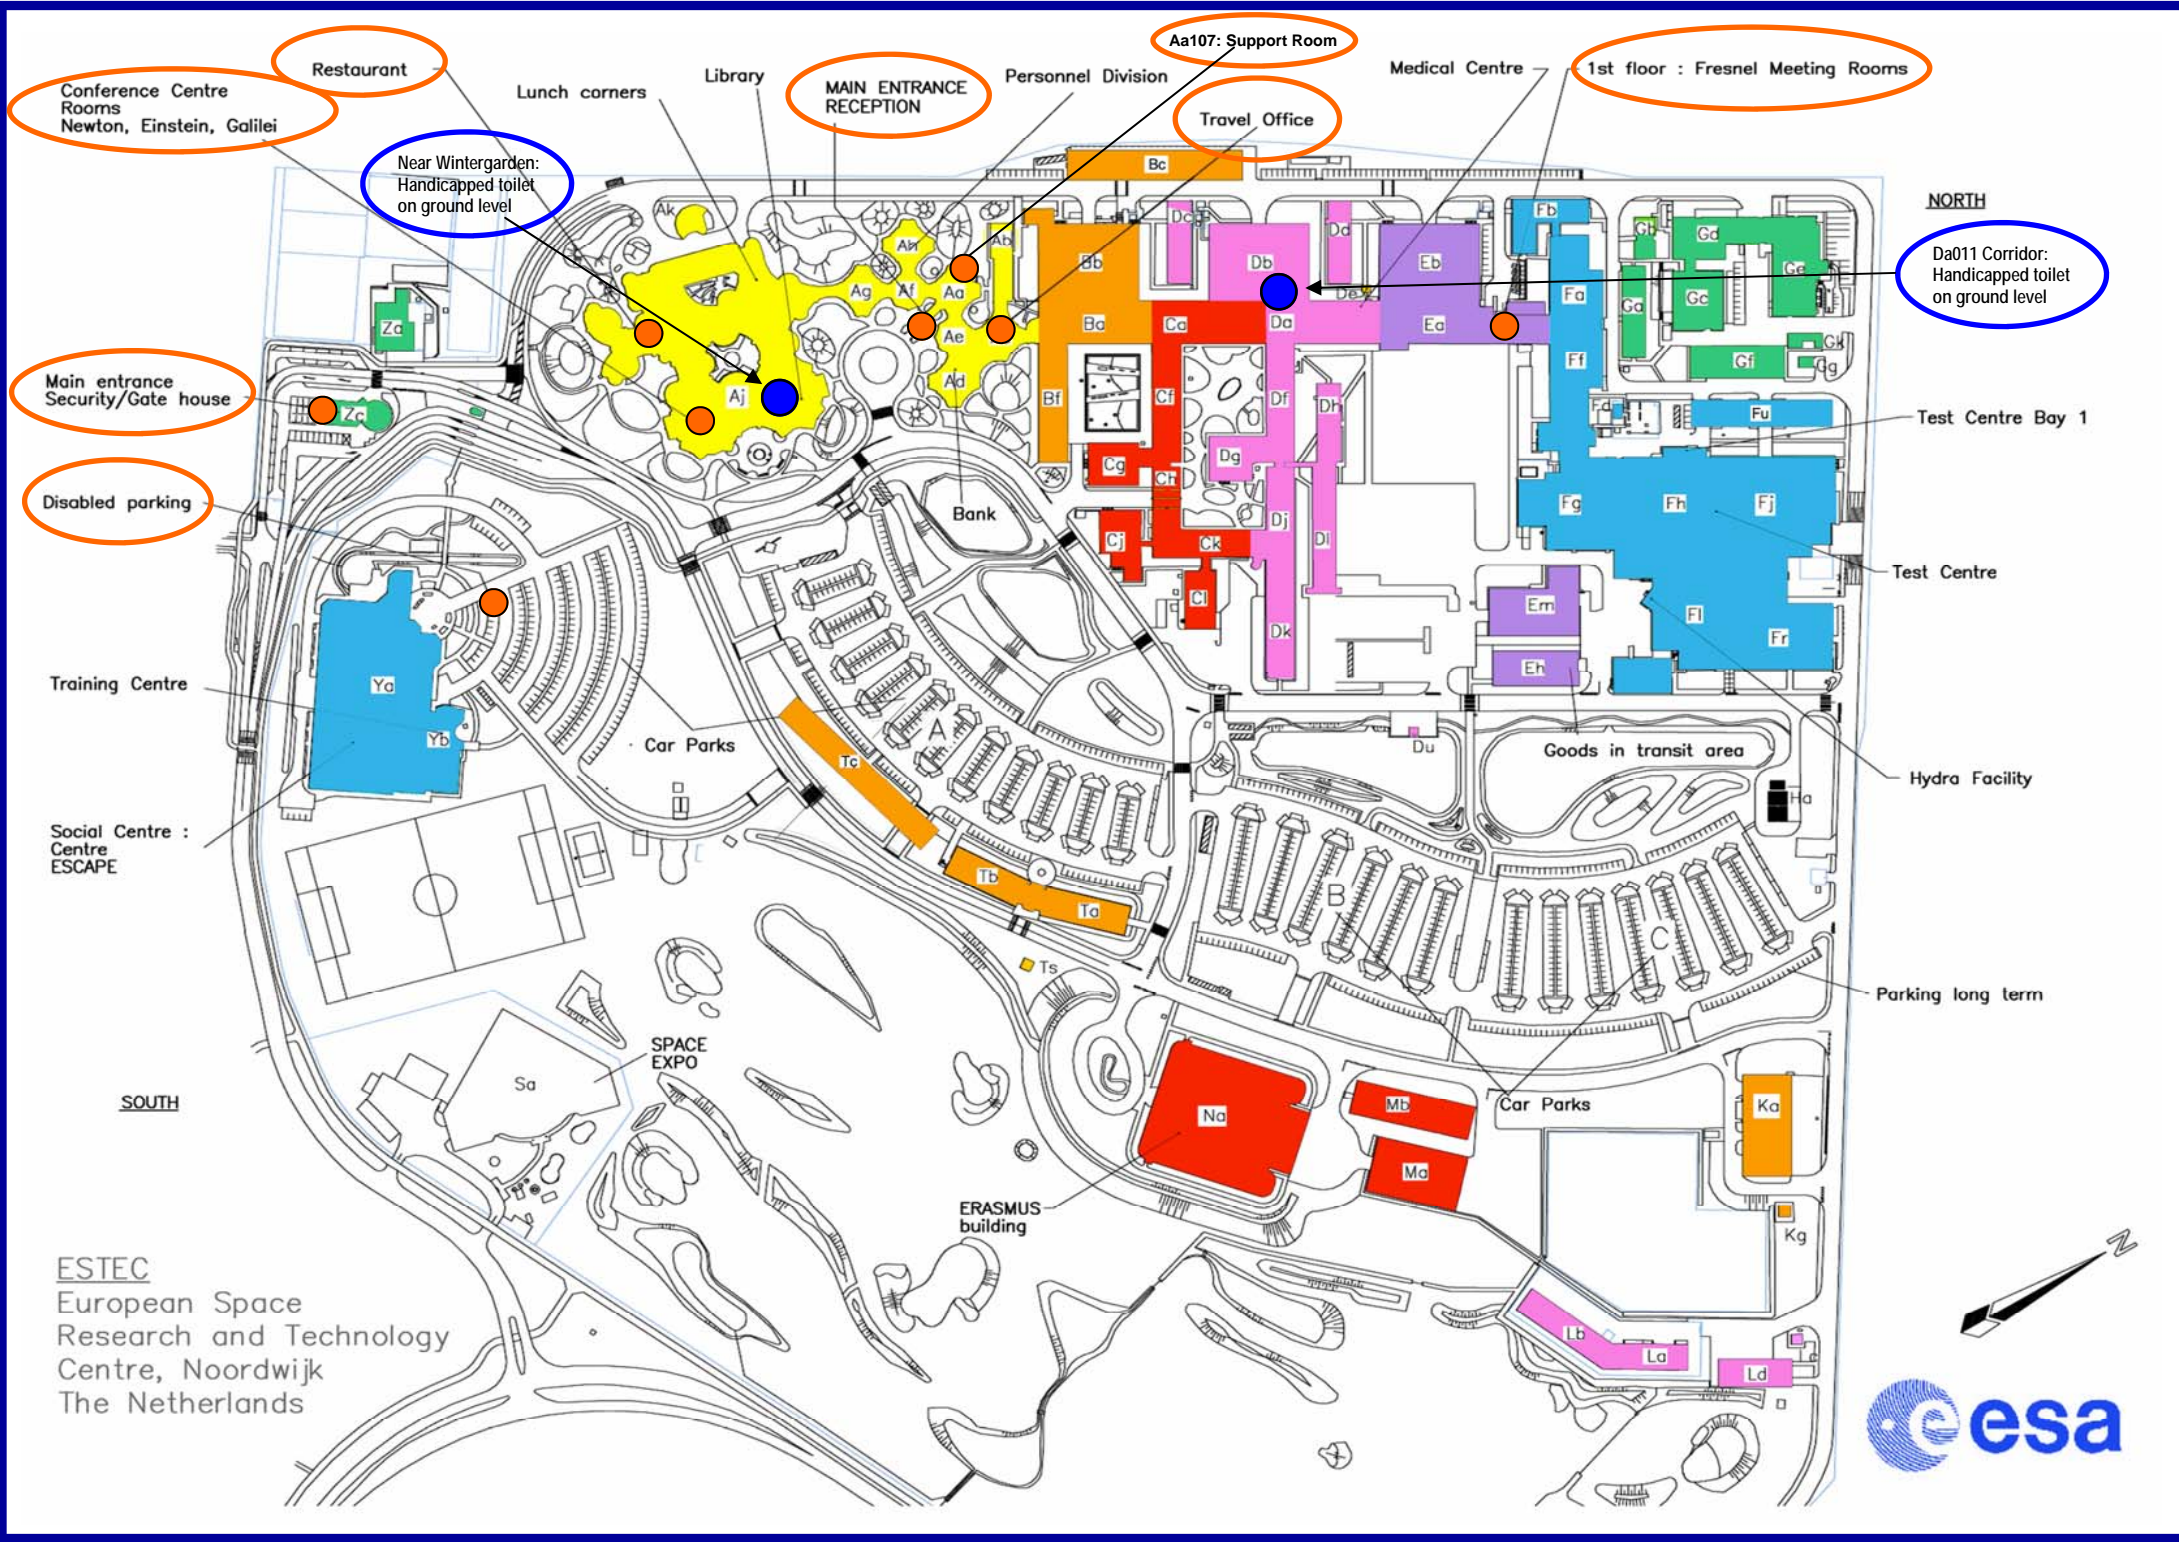 Aa107: Support Room
Restaurant
Conference Centre
Rooms
Newton, Einstein, Galilei
Lunch corners
Library
MAIN ENTRANCE
RECEPTION
Personnel Division
Travel Office
Medical Centre
1st floor : Fresnel Meeting Rooms
Near Wintergarden:
Handicapped toilet
on ground level
NORTH
Da011 Corridor:
Handicapped toilet
on ground level
Main entrance
Security/Gate house
Disabled parking
Training Centre
Social Centre :
Centre
ESCAPE
Test Centre Bay 1
Test Centre
Hydra Facility
Goods in transit area
Parking long term
Bank
Car Parks
Car Parks
SPACE
EXPO
SOUTH
ERASMUS
building
Bc
Ak
Ah
Ab
Bb
Dc
Db
Dd
Eb
Fb
Gb
Gd
Ge
Za
Ag
Af
Aa
De
Fa
Ga
Gc
Ae
Ba
Ca
Da
Ea
Ff
Gf
Gk
Gg
Zc
Aj
Ad
Bf
Cf
Df
Dh
Fd
Fu
Cg
Ch
Dg
Fg
Fh
Fj
Cj
Ck
Dj
Dl
Cl
Em
Fl
Fr
Dk
Eh
Ya
Yb
Tc
A
Du
Ha
Tb
Ta
B
C
Ts
Sa
Na
Mb
Ma
Ka
Kg
Lb
La
Ld
N
ESTEC
European Space
Research and Technology
Centre, Noordwijk
The Netherlands
esa